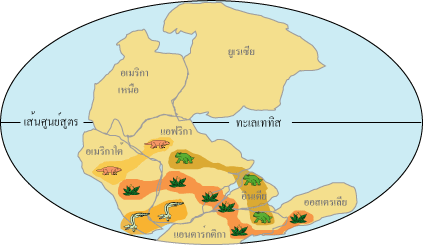 ยูเรเซีย
อเมริกา
เหนือ
เส้นศูนย์สูตร
แอฟริกา
ทะเลเททิส
อเมริกาใต้
อินเดีย
ออสเตรเลีย
แอนตาร์กติกา